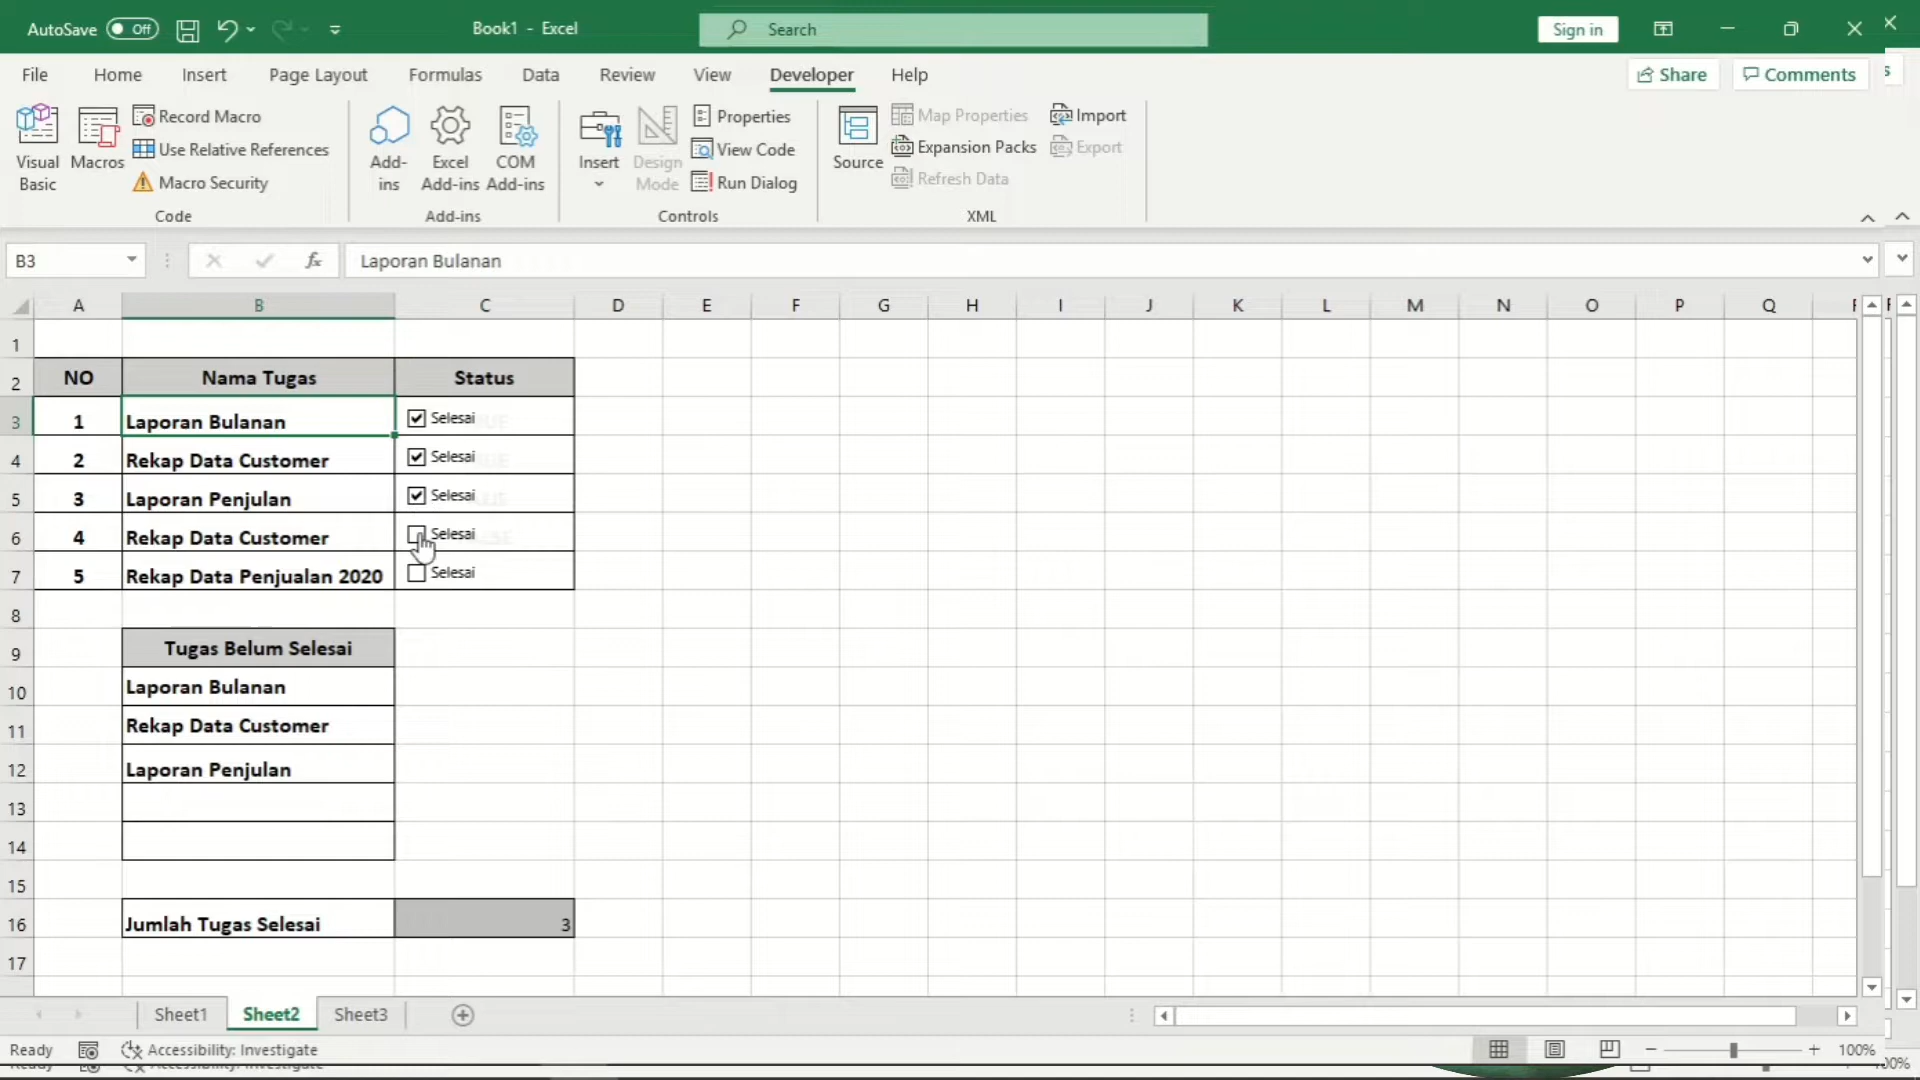 AutoSave Off Book1 - Excel Search Sign in
File Home Insert Page Layout Formulas Data Review View Developer Help Share Comments
Visual Basic
Macros
Record Macro
Use Relative References
Macro Security
Code
Add-ins
Excel Add-ins
COM Add-ins
Add-ins
Insert
Design Mode
Properties
View Code
Run Dialog
Controls
Source
Map Properties
Expansion Packs
Refresh Data
Import
Export
XML
B3 fx Laporan Bulanan
A B C D E F G H I J K L M N O P Q
1
2 NO Nama Tugas Status
3 1 Laporan Bulanan Selesai
4 2 Rekap Data Customer Selesai
5 3 Laporan Penjulan Selesai
6 4 Rekap Data Customer Selesai
7 5 Rekap Data Penjualan 2020 Selesai
8
9 Tugas Belum Selesai
10 Laporan Bulanan
11 Rekap Data Customer
12 Laporan Penjulan
13
14
15
16 Jumlah Tugas Selesai 3
17
Sheet1 Sheet2 Sheet3
Ready Accessibility: Investigate 100%